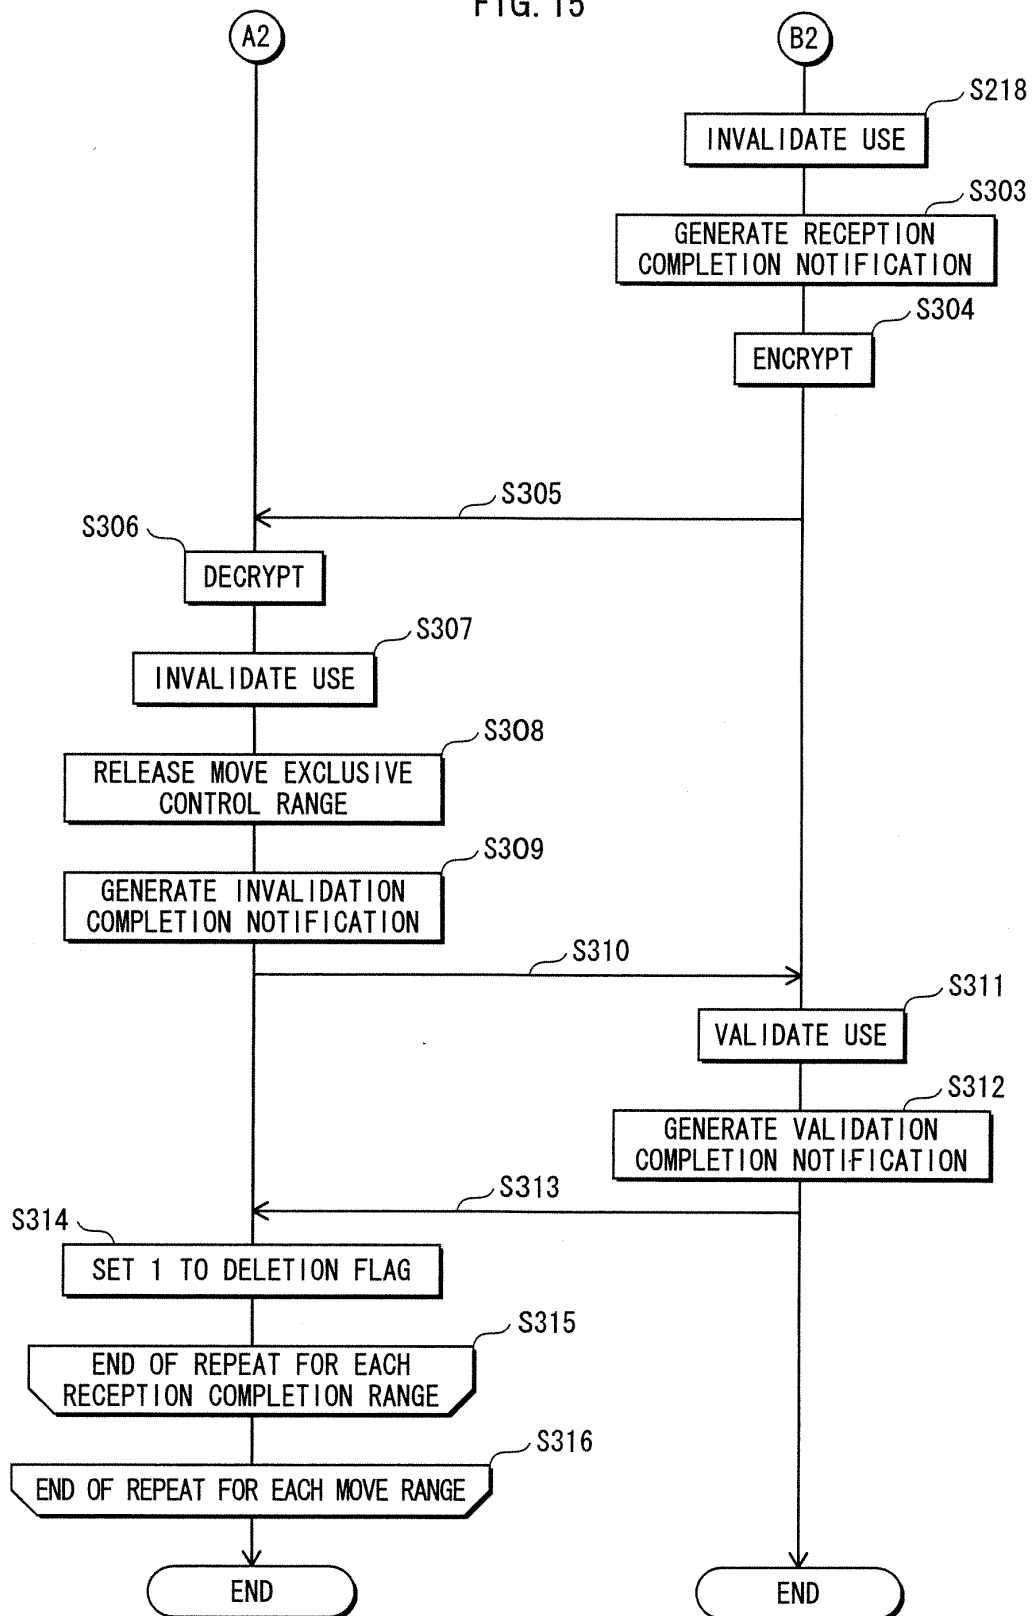 FIG. 15
A2
B2
S218
INVALIDATE USE
S303
GENERATE RECEPTION
COMPLETION NOTIFICATION
S304
ENCRYPT
S305
S306
DECRYPT
S307
INVALIDATE USE
S308
RELEASE MOVE EXCLUSIVE
CONTROL RANGE
S309
GENERATE INVALIDATION
COMPLETION NOTIFICATION
S310
S311
VALIDATE USE
S312
GENERATE VALIDATION
COMPLETION NOTIFICATION
S313
S314
SET 1 TO DELETION FLAG
S315
END OF REPEAT FOR EACH
RECEPTION COMPLETION RANGE
S316
END OF REPEAT FOR EACH MOVE RANGE
END
END